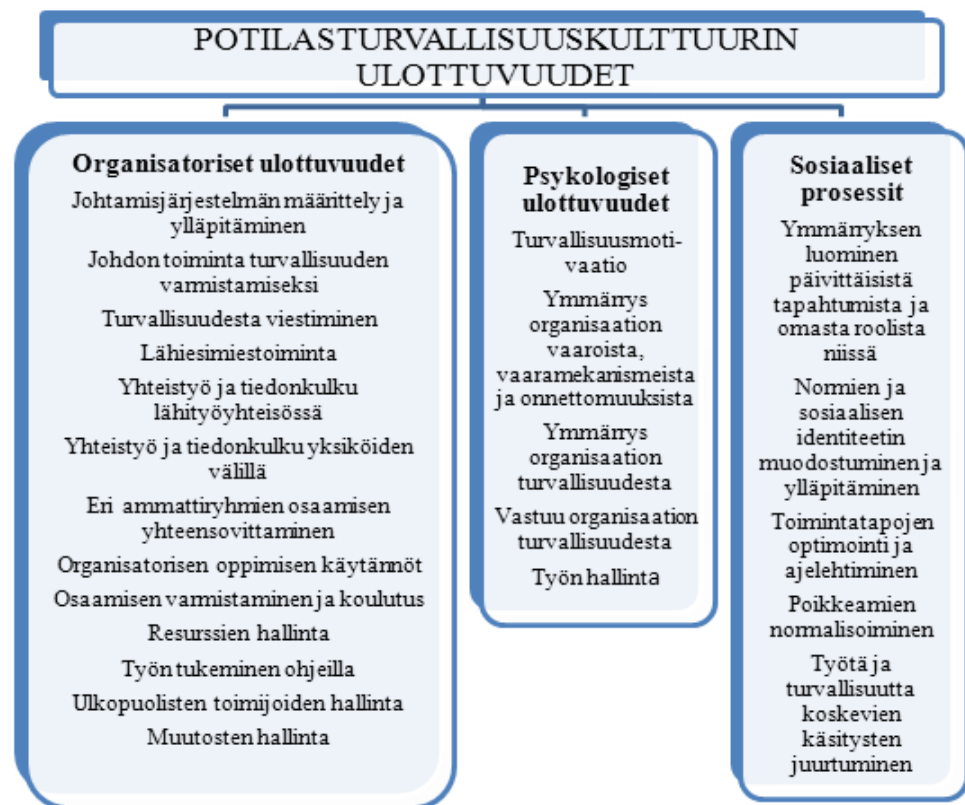 POTILASTURVALLISUUSKULTTUURIN
ULOTTUVUUDET
Organisatoriset ulottuvuudet
Johtamisjärjestelmän määrittely ja
ylläpitäminen
Johdon toiminta turvallisuuden
varmistamiseksi
Turvallisuudesta viestiminen
Lähiesimiestoiminta
Yhteistyö ja tiedonkulku
lähityöyhteisössä
Yhteistyö ja tiedonkulku yksiköiden
välillä
Eri ammattiryhmien osaamisen
yhteensovittaminen
Organisatorisen oppimisen käytännöt
Osaamisen varmistaminen ja koulutus
Resurssien hallinta
Työn tukeminen ohjeilla
Ulkopuolisten toimijoiden hallinta
Muutosten hallinta
Psykologiset
ulottuvuudet
Turvallisuusmoti-
vaatio
Ymmärrys
organisaation
vaaroista,
vaaramekanismeista
ja onnettomuuksista
Ymmärrys
organisaation
turvallisuudesta
Vastuu organisaation
turvallisuudesta
Työn hallinta
Sosiaaliset
prosessit
Ymmärryksen
luominen
päivittäisistä
tapahtumista ja
omasta roolista
niissä
Normien ja
sosiaalisen
identiteetin
muodostuminen ja
ylläpitäminen
Toimintatapojen
optimointi ja
ajelehtiminen
Poikkeamien
normalisoiminen
Työtä ja
turvallisuutta
koskevien
käsitysten
juurtuminen